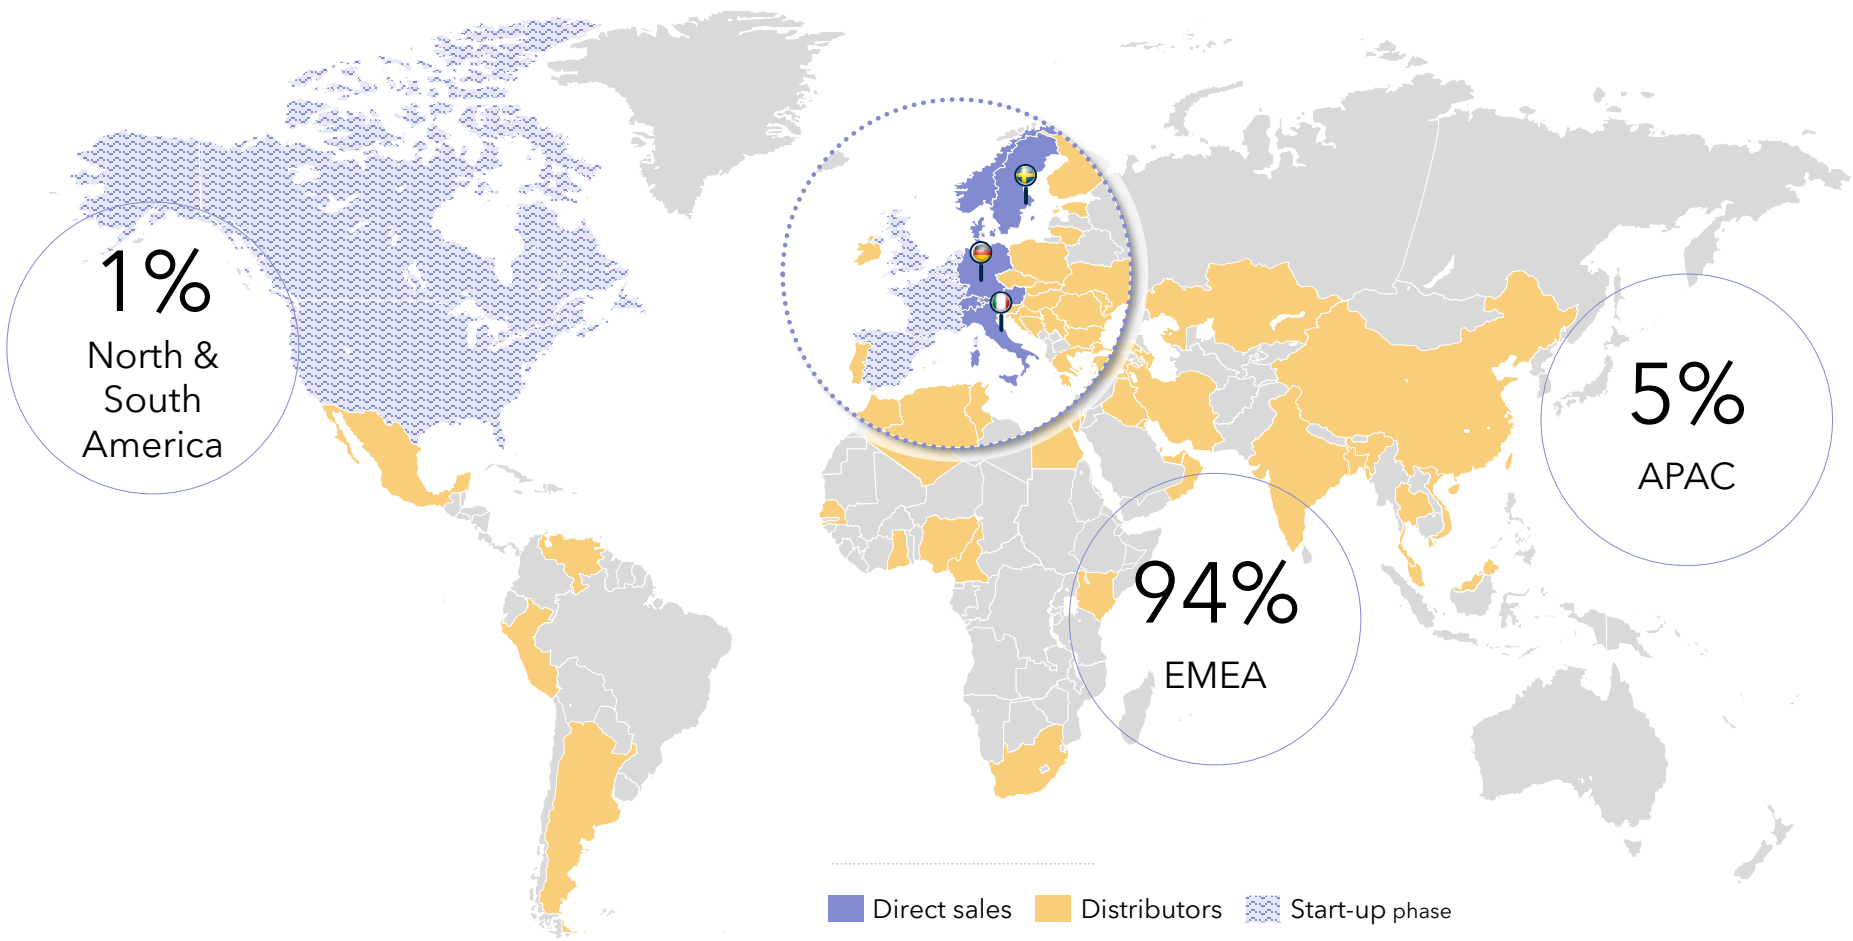 1%
North &
South
America
5%
APAC
94%
EMEA
Direct sales
Distributors
Start-up phase